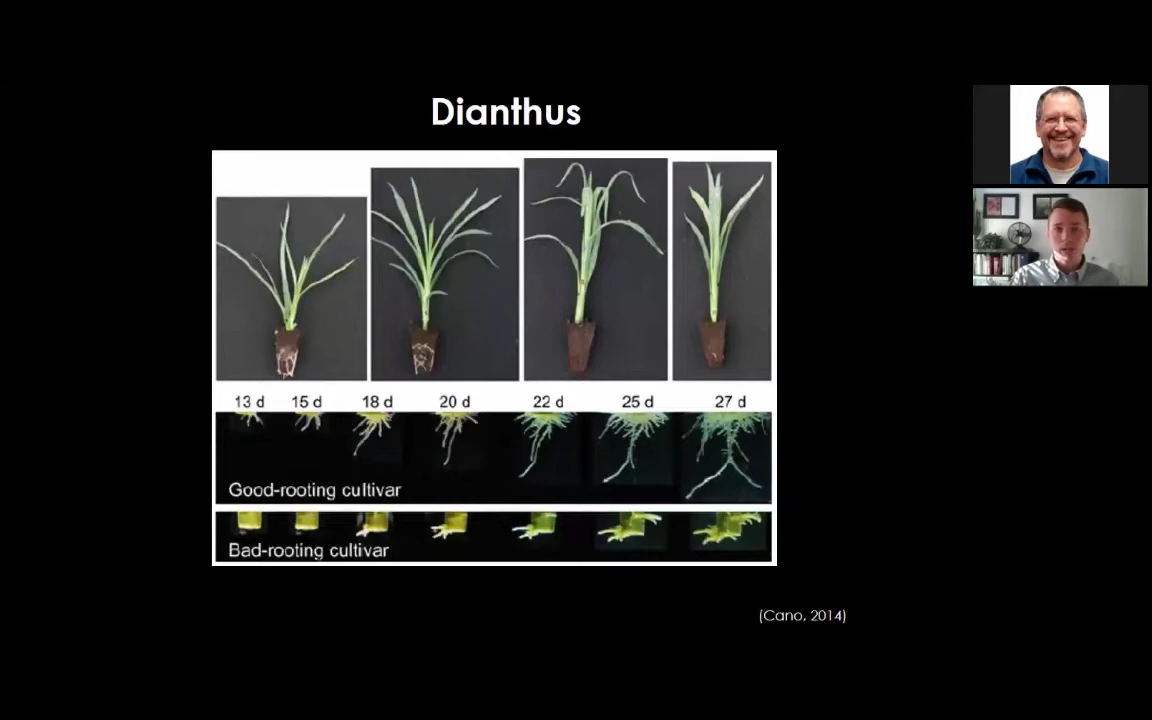 Dianthus
13 d 15 d 18 d 20 d 22 d 25 d 27 d
Good-rooting cultivar
Bad-rooting cultivar
(Cano, 2014)